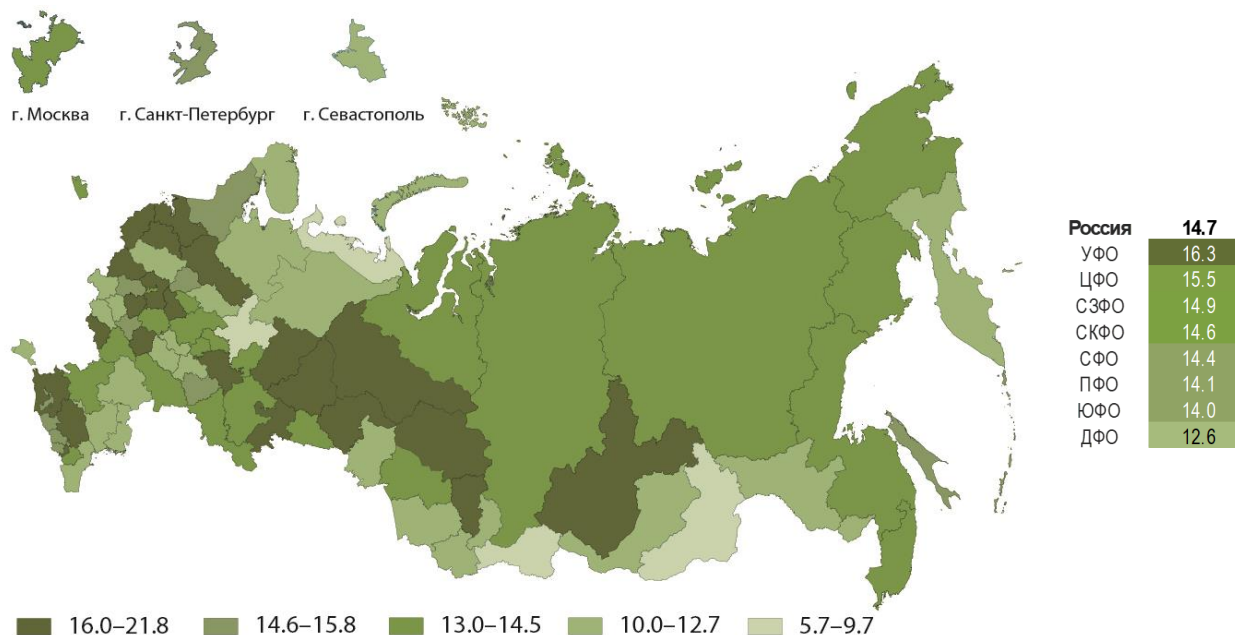 г. Москва
г. Санкт-Петербург
г. Севастополь
Россия 14.7
УФО 16.3
ЦФО 15.5
СЗФО 14.9
СКФО 14.6
СФО 14.4
ПФО 14.1
ЮФО 14.0
ДФО 12.6
16.0–21.8 14.6–15.8 13.0–14.5 10.0–12.7 5.7–9.7